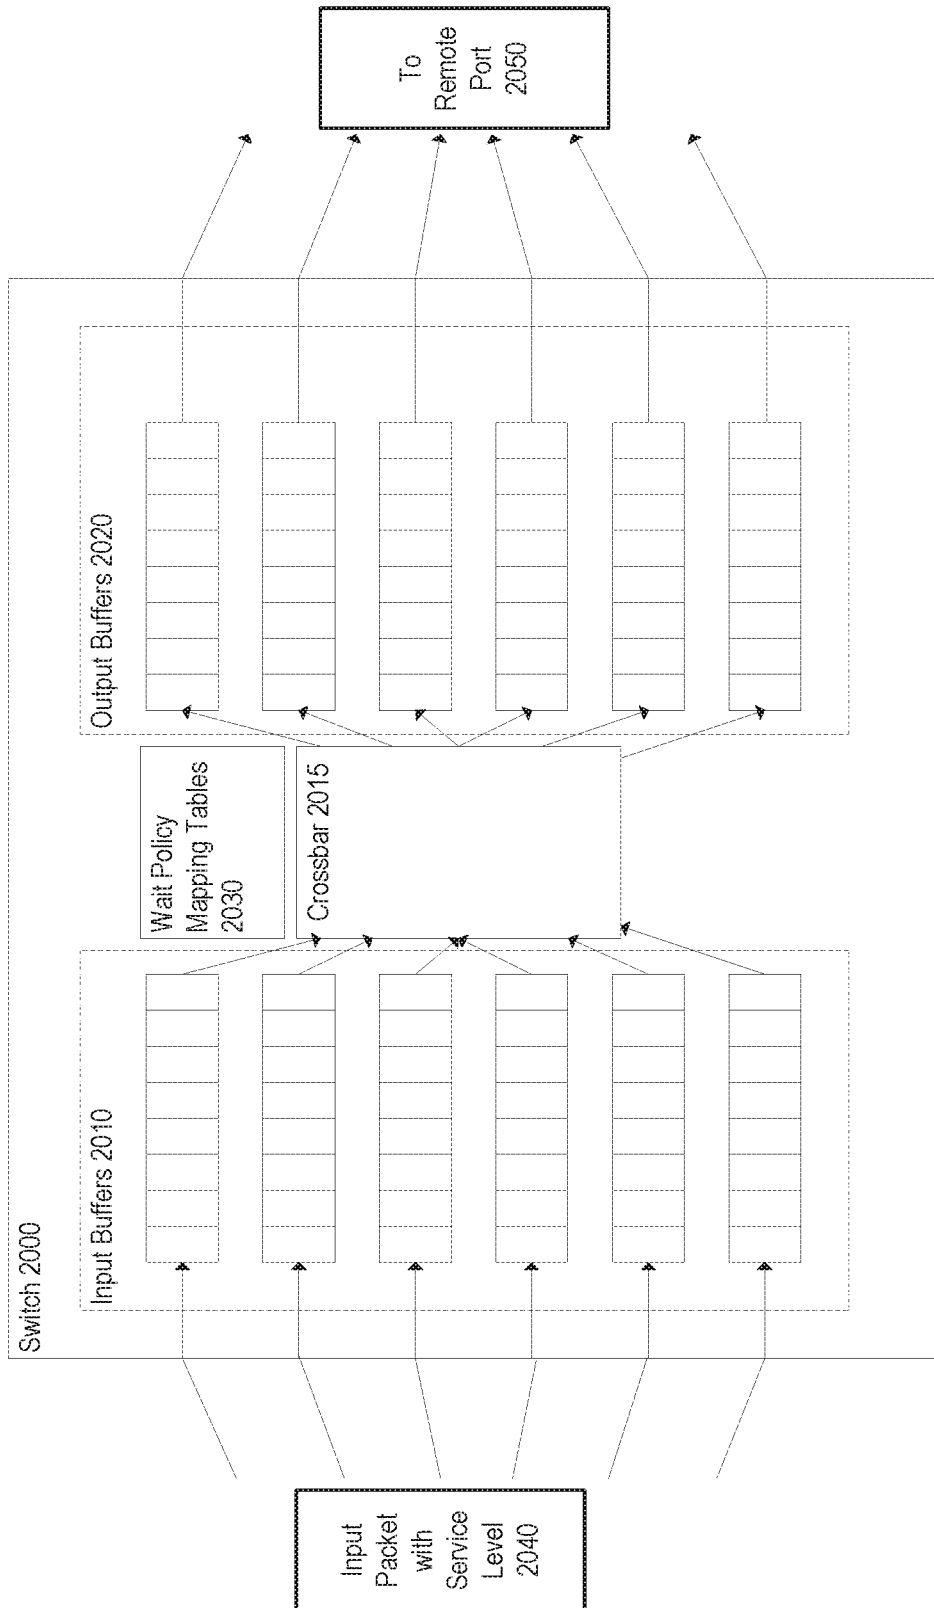 Switch 2000
Input Buffers 2010
Wait Policy
Mapping Tables
2030
Crossbar 2015
Output Buffers 2020
Input
Packet
with
Service
Level
2040
To
Remote
Port
2050